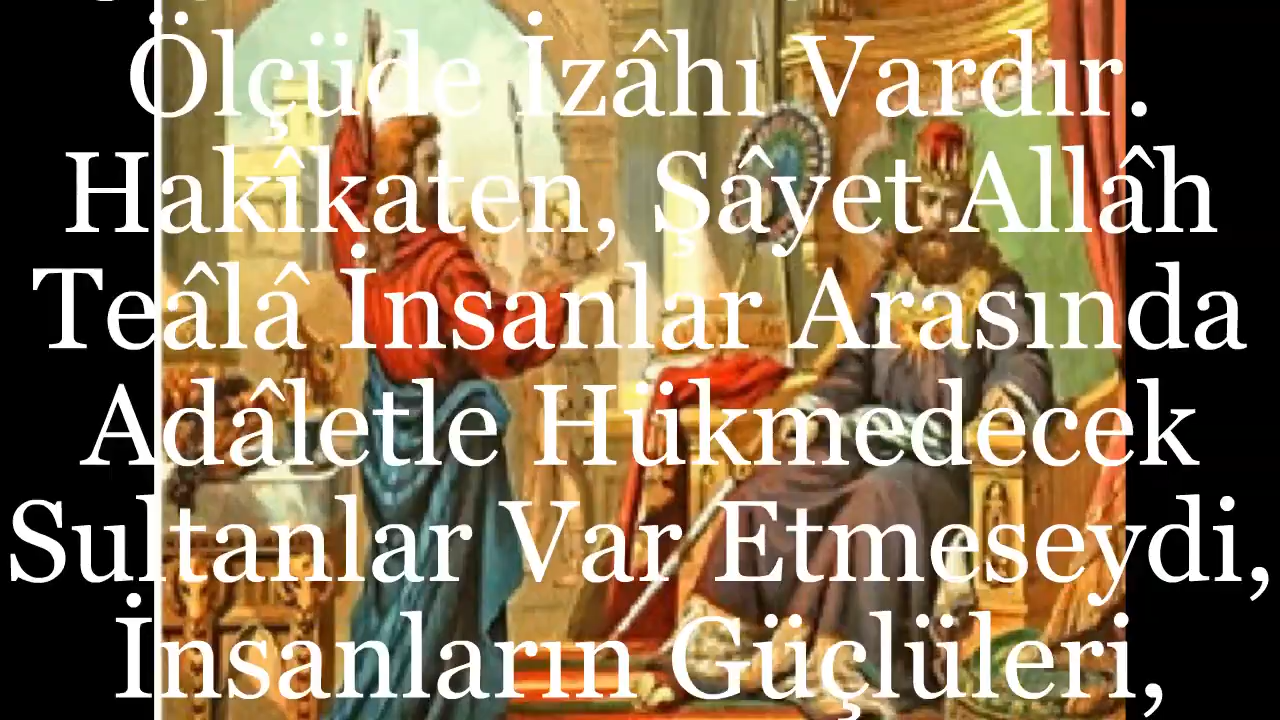 Ölçüde İzâhı Vardır.
Hakîkaten, Şâyet Allâh
Teâlâ İnsanlar Arasında
Adâletle Hükmedecek
Sultanlar Var Etmeseydi,
İnsanların Güçlüleri,